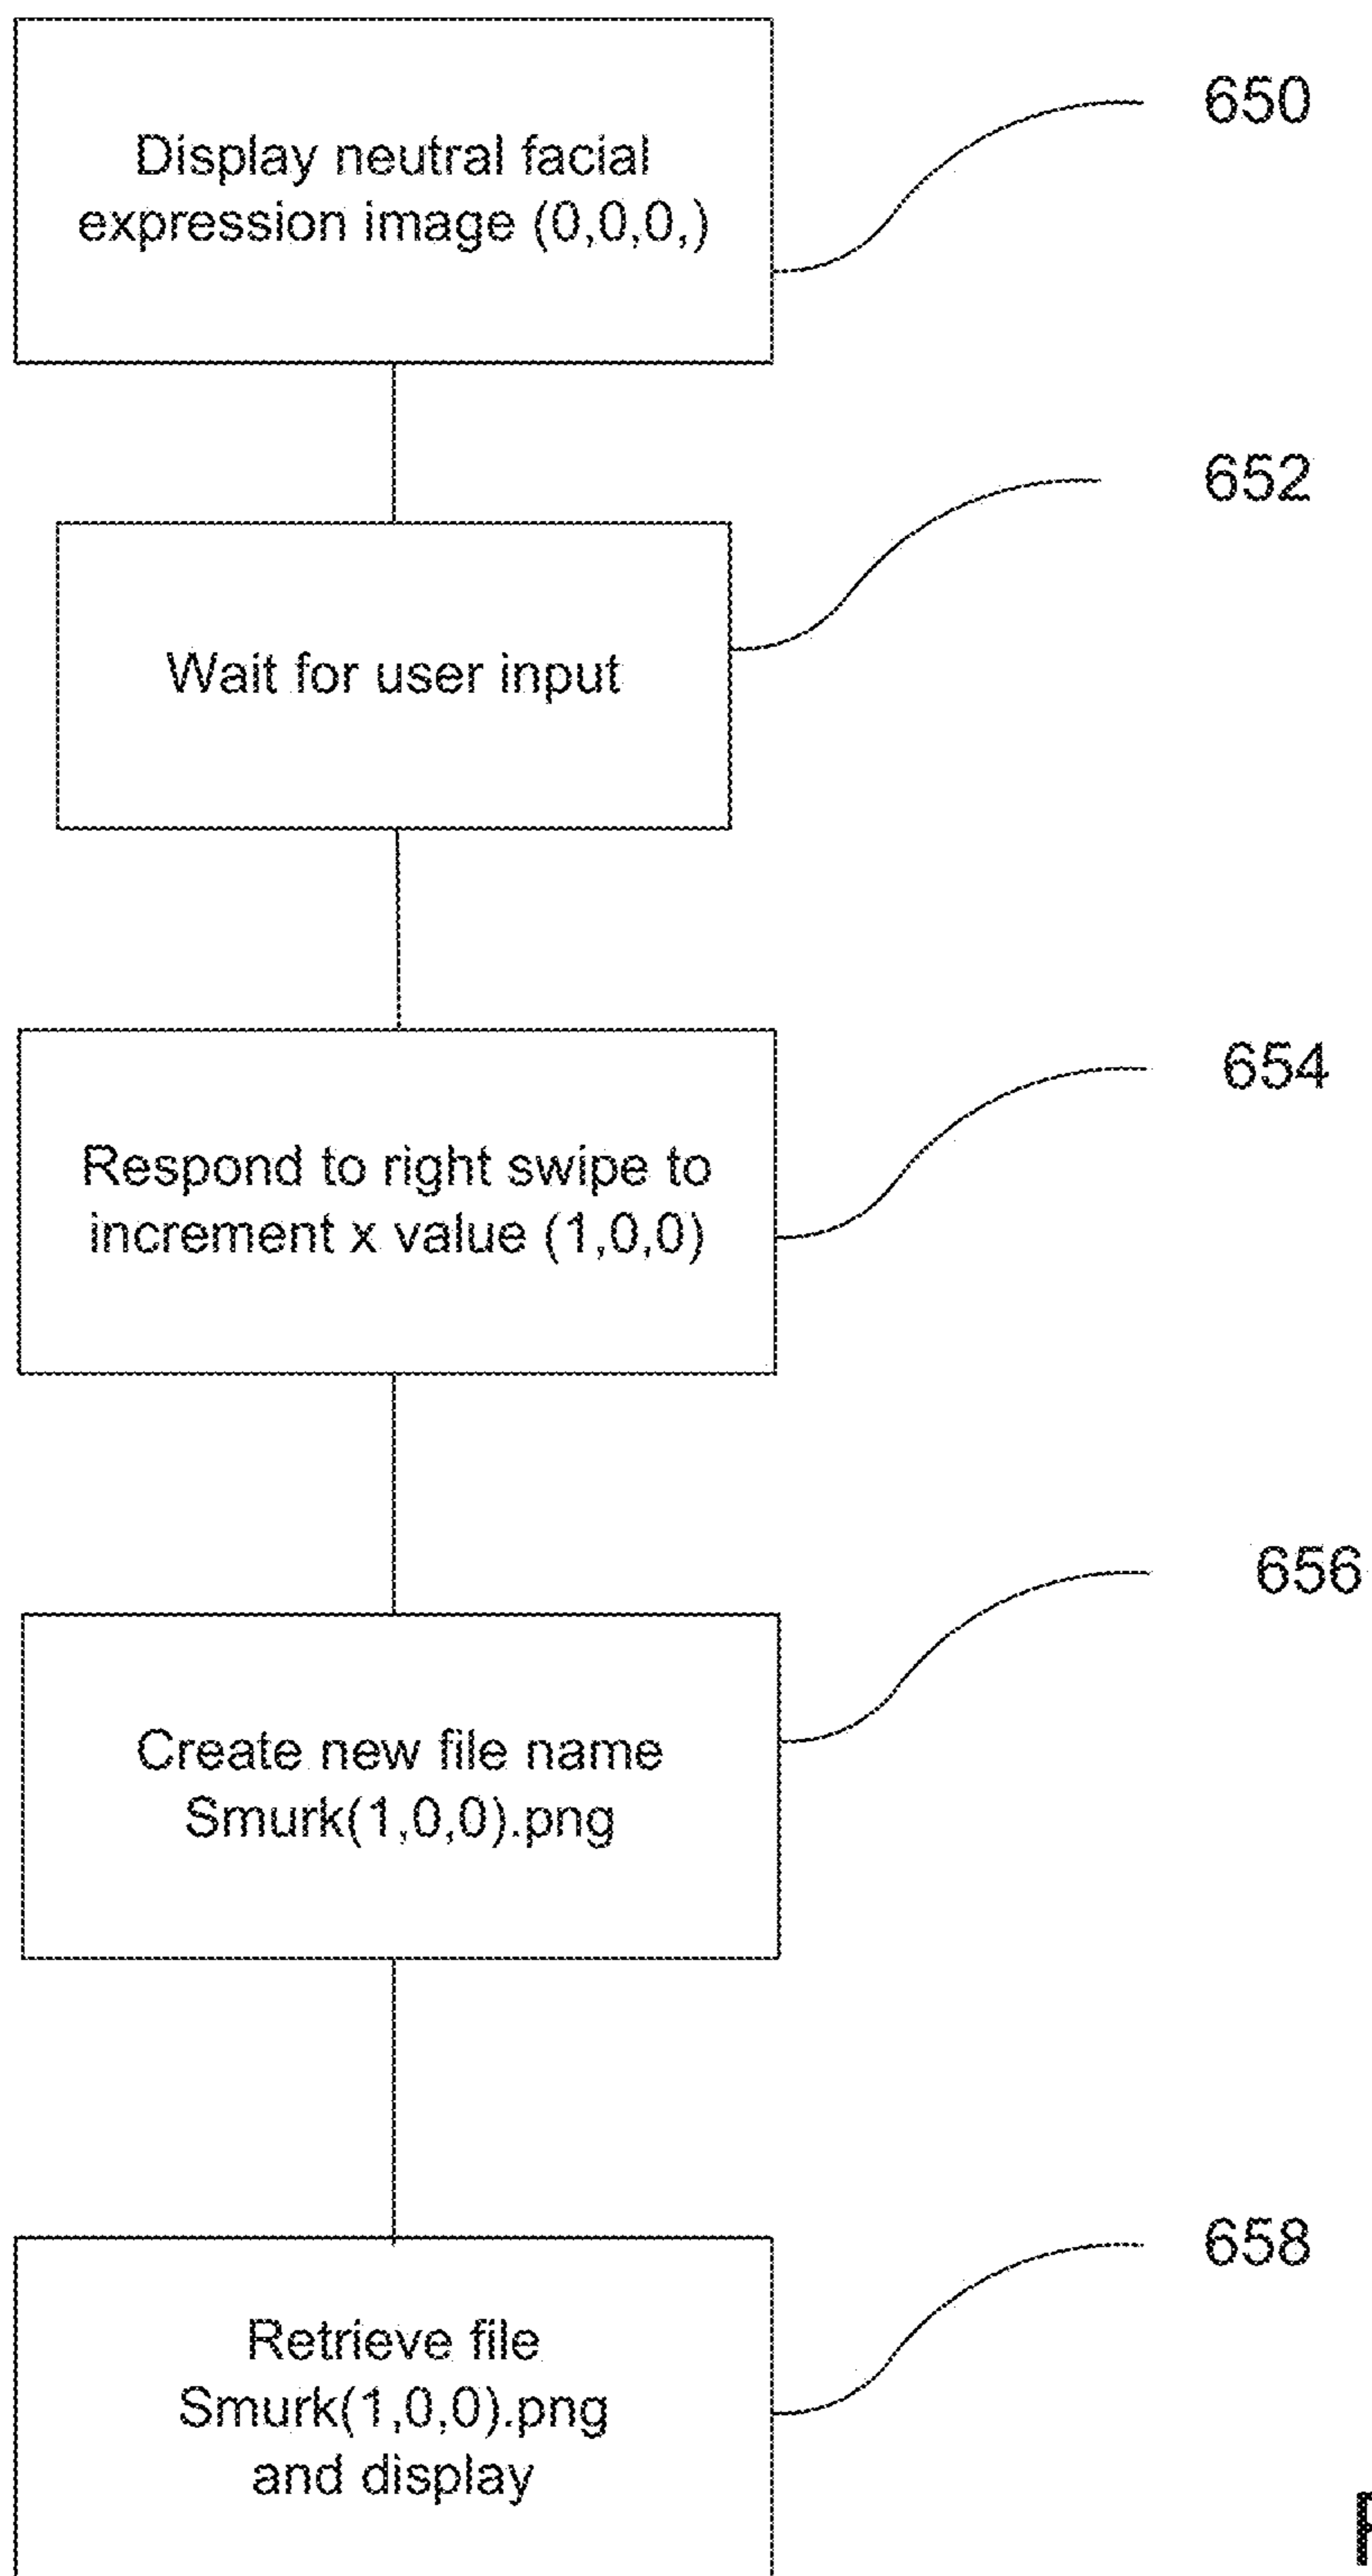 Display neutral facial
expression image (0,0,0,)
650
Wait for user input
652
Respond to right swipe to
increment x value (1,0,0)
654
Create new file name
Smurk(1,0,0).png
656
Retrieve file
Smurk(1,0,0).png
and display
658